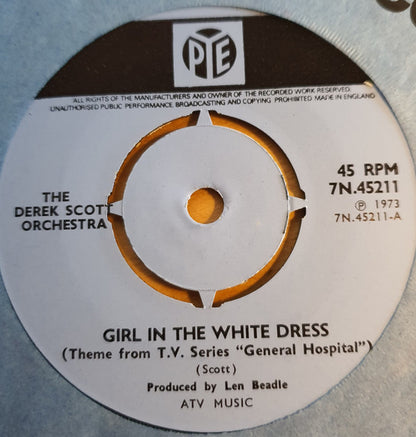 PYE
ALL RIGHTS OF THE MANUFACTURERS AND OWNER OF THE RECORDED WORK RESERVED.
UNAUTHORISED PUBLIC PERFORMANCE, BROADCASTING AND COPYING PROHIBITED MADE IN ENGLAND
THE
DEREK SCOTT
ORCHESTRA
45 RPM
7N.45211
℗ 1973
7N.45211-A
GIRL IN THE WHITE DRESS
(Theme from T.V. Series "General Hospital")
(Scott)
Produced by Len Beadle
ATV MUSIC